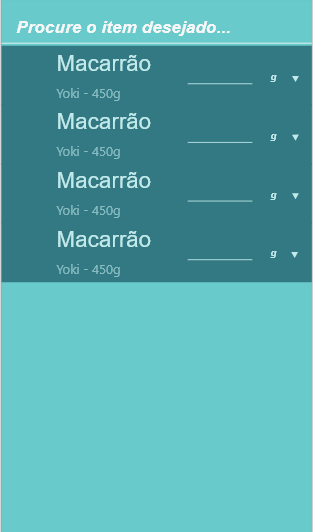 Procure o item desejado...
Macarrão
g
Yoki - 450g
Macarrão
g
Yoki - 450g
Macarrão
g
Yoki - 450g
Macarrão
g
Yoki - 450g